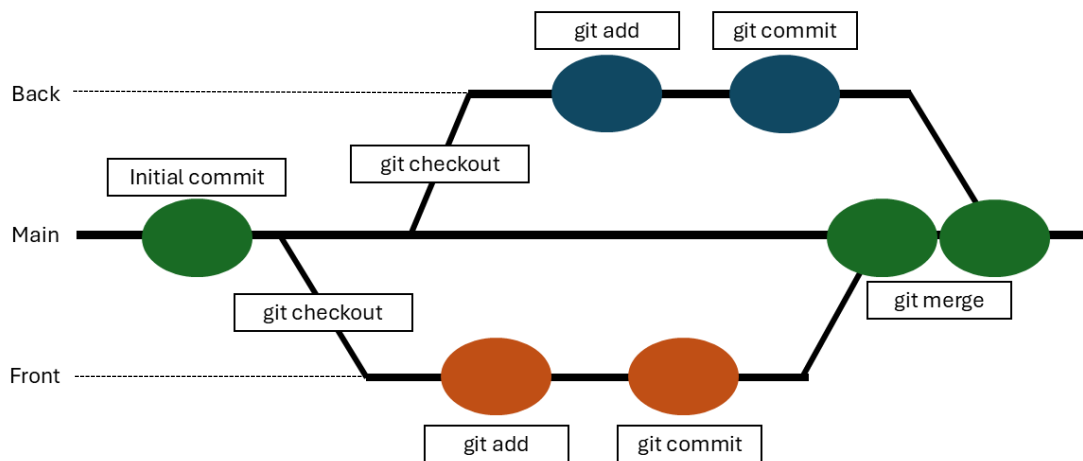 git add
git commit
Back
git checkout
Initial commit
Main
git checkout
git merge
Front
git add
git commit